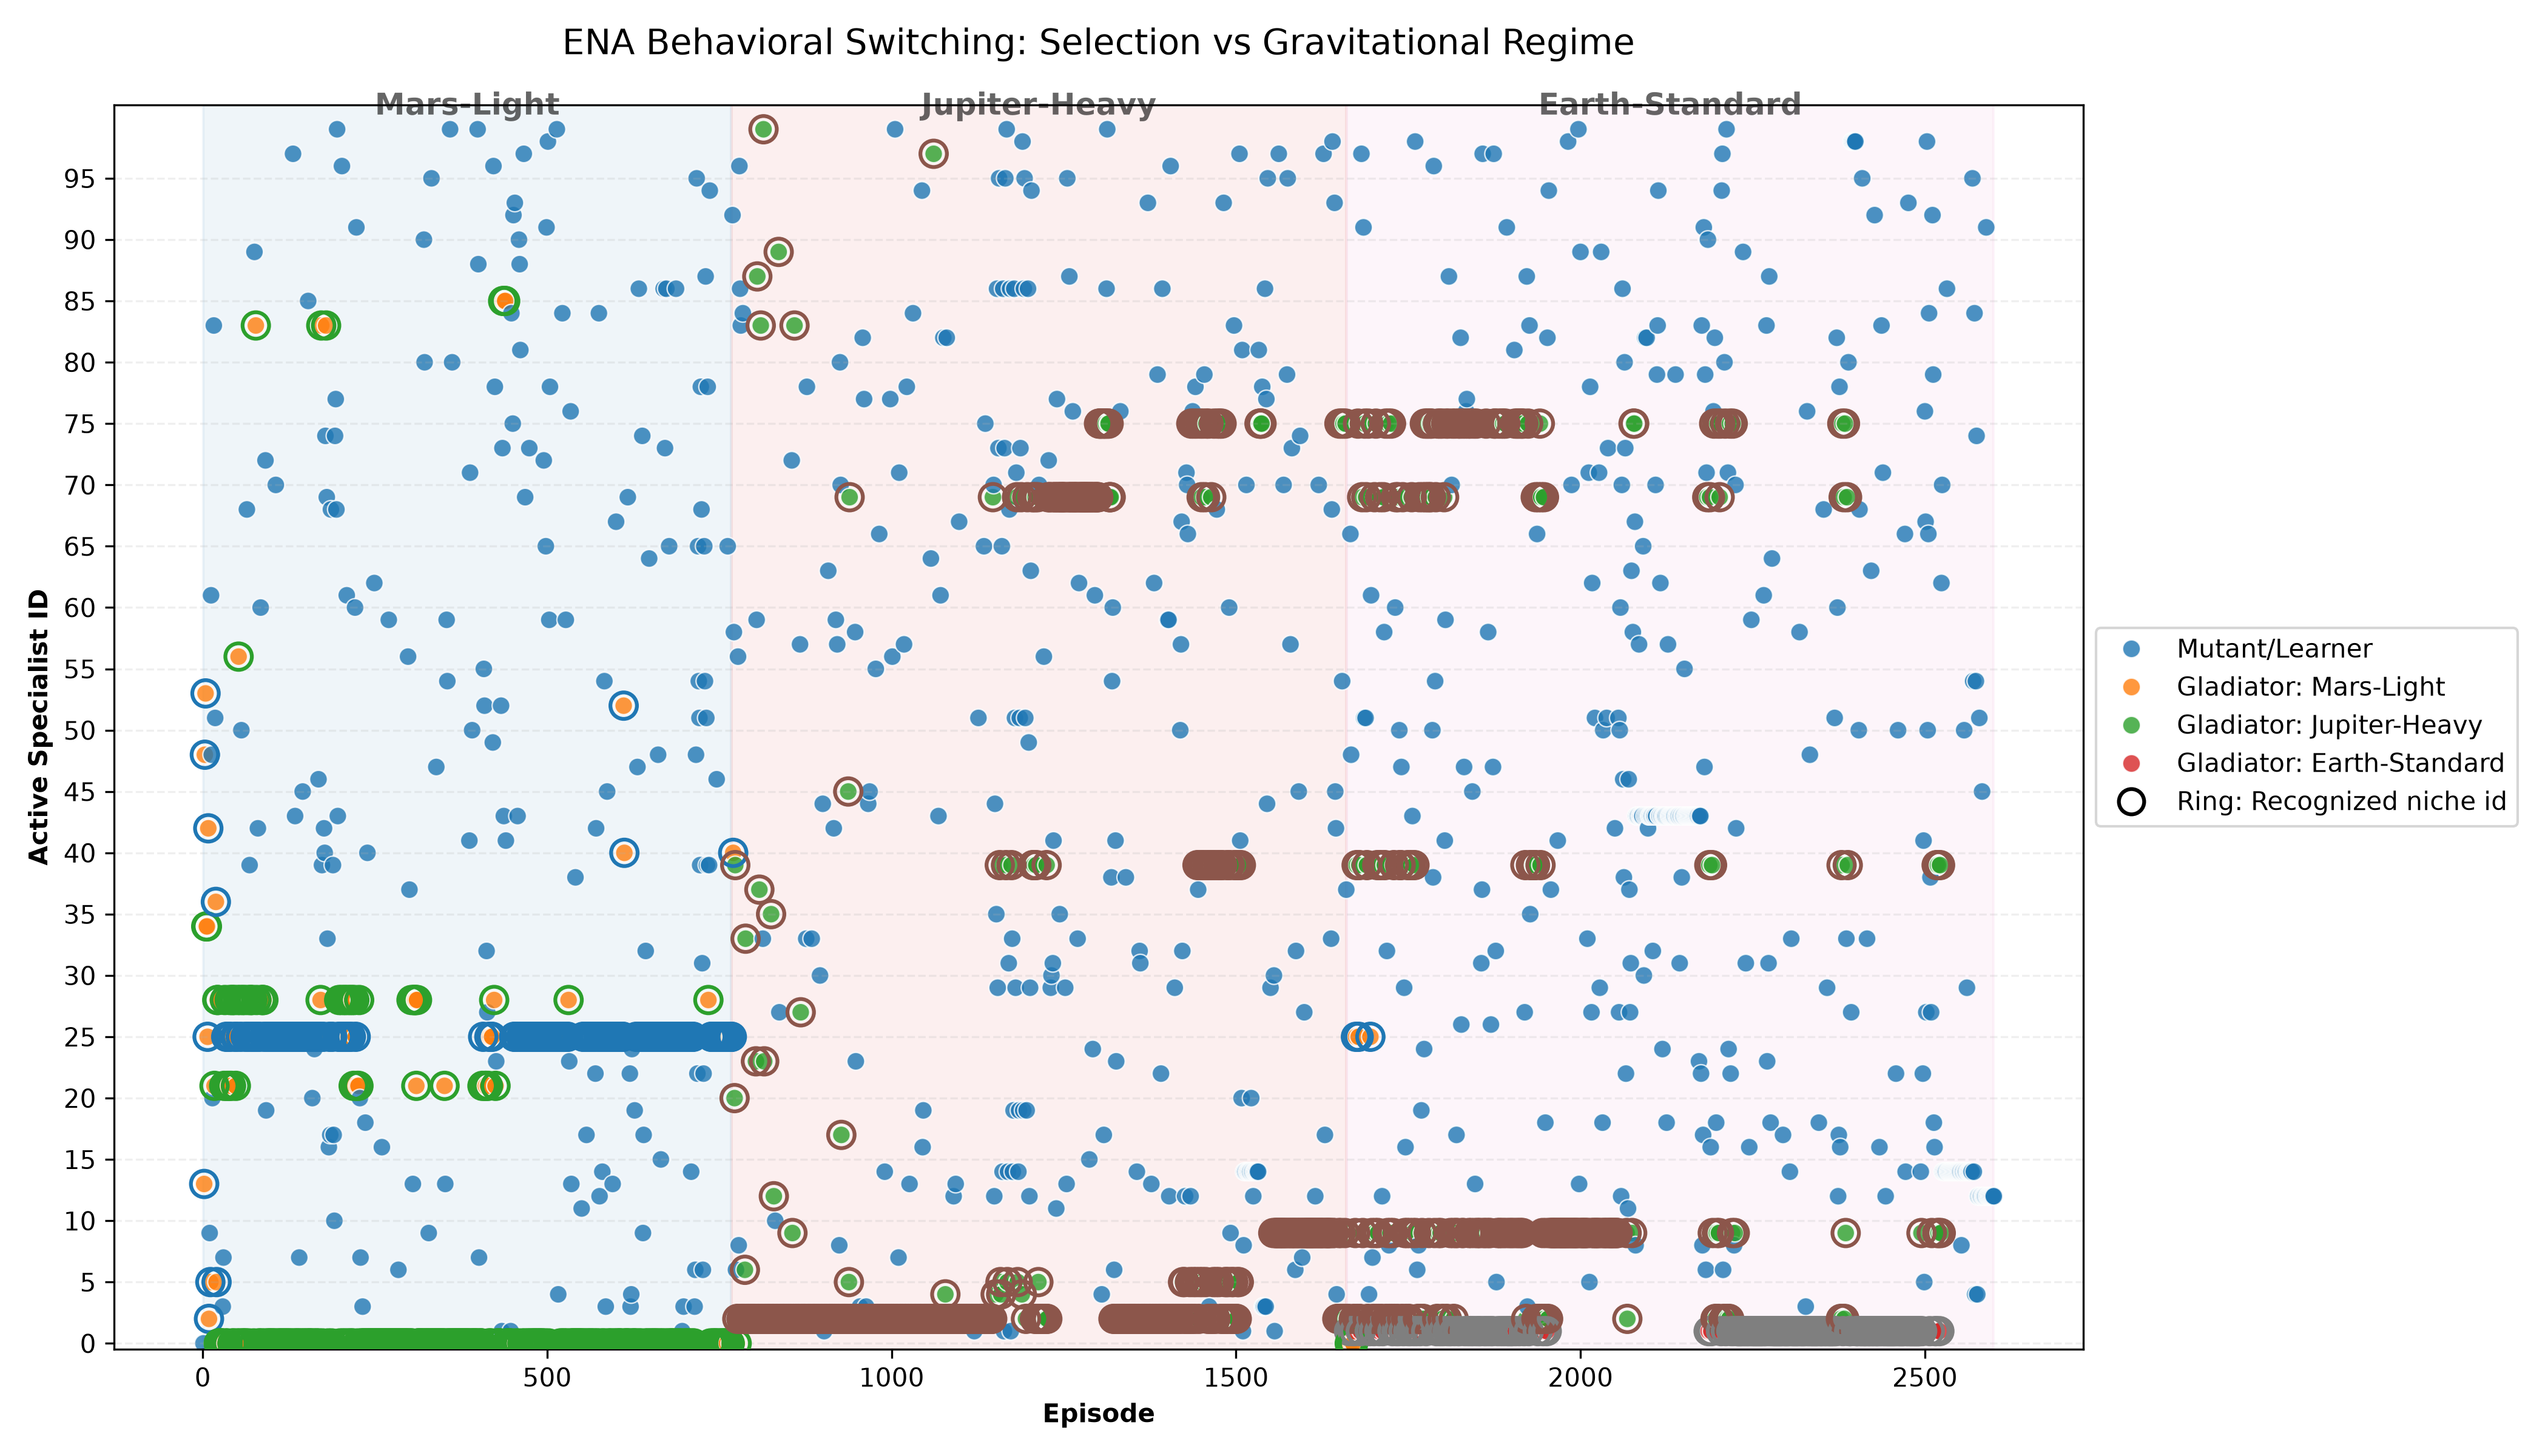 ENA Behavioral Switching: Selection vs Gravitational Regime
Mars-Light
Jupiter-Heavy
Earth-Standard
Active Specialist ID
95
90
85
80
75
70
65
60
55
50
45
40
35
30
25
20
15
10
5
0
0
500
1000
1500
2000
2500
Episode
Mutant/Learner
Gladiator: Mars-Light
Gladiator: Jupiter-Heavy
Gladiator: Earth-Standard
Ring: Recognized niche id